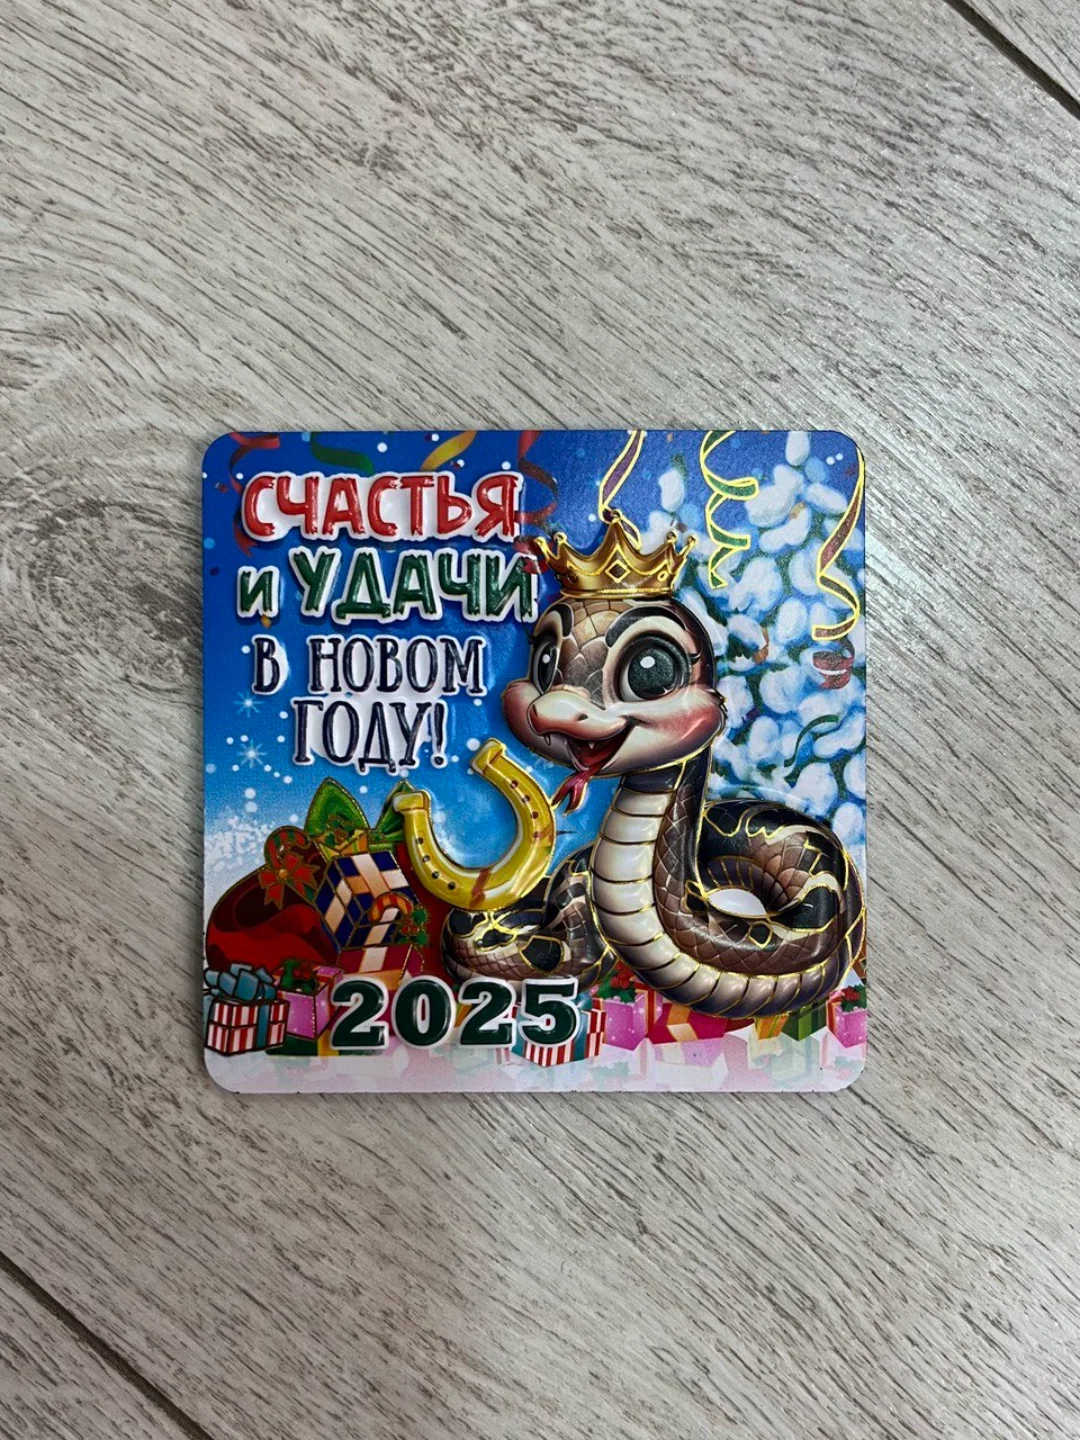 СЧАСТЬЯ
и УДАЧИ
В НОВОМ
ГОДУ!
2025